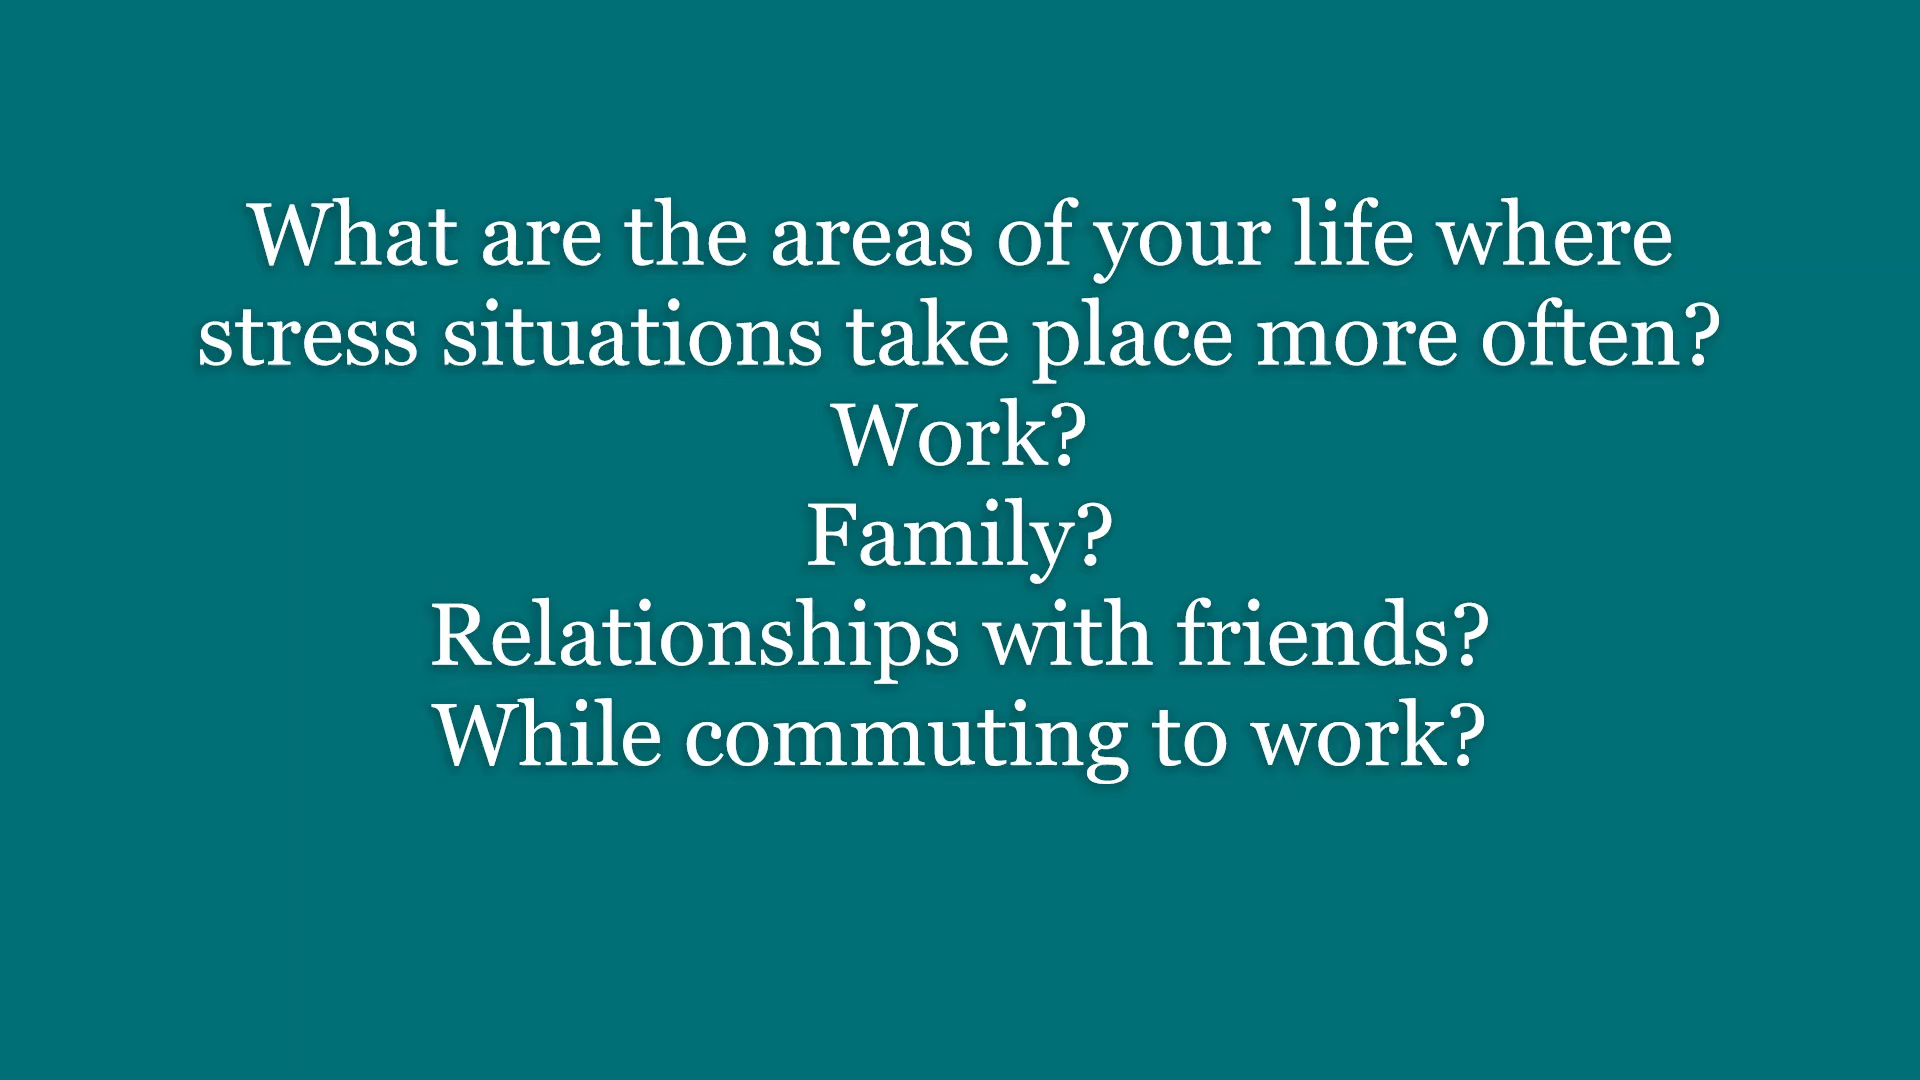 What are the areas of your life where
stress situations take place more often?
Work?
Family?
Relationships with friends?
While commuting to work?